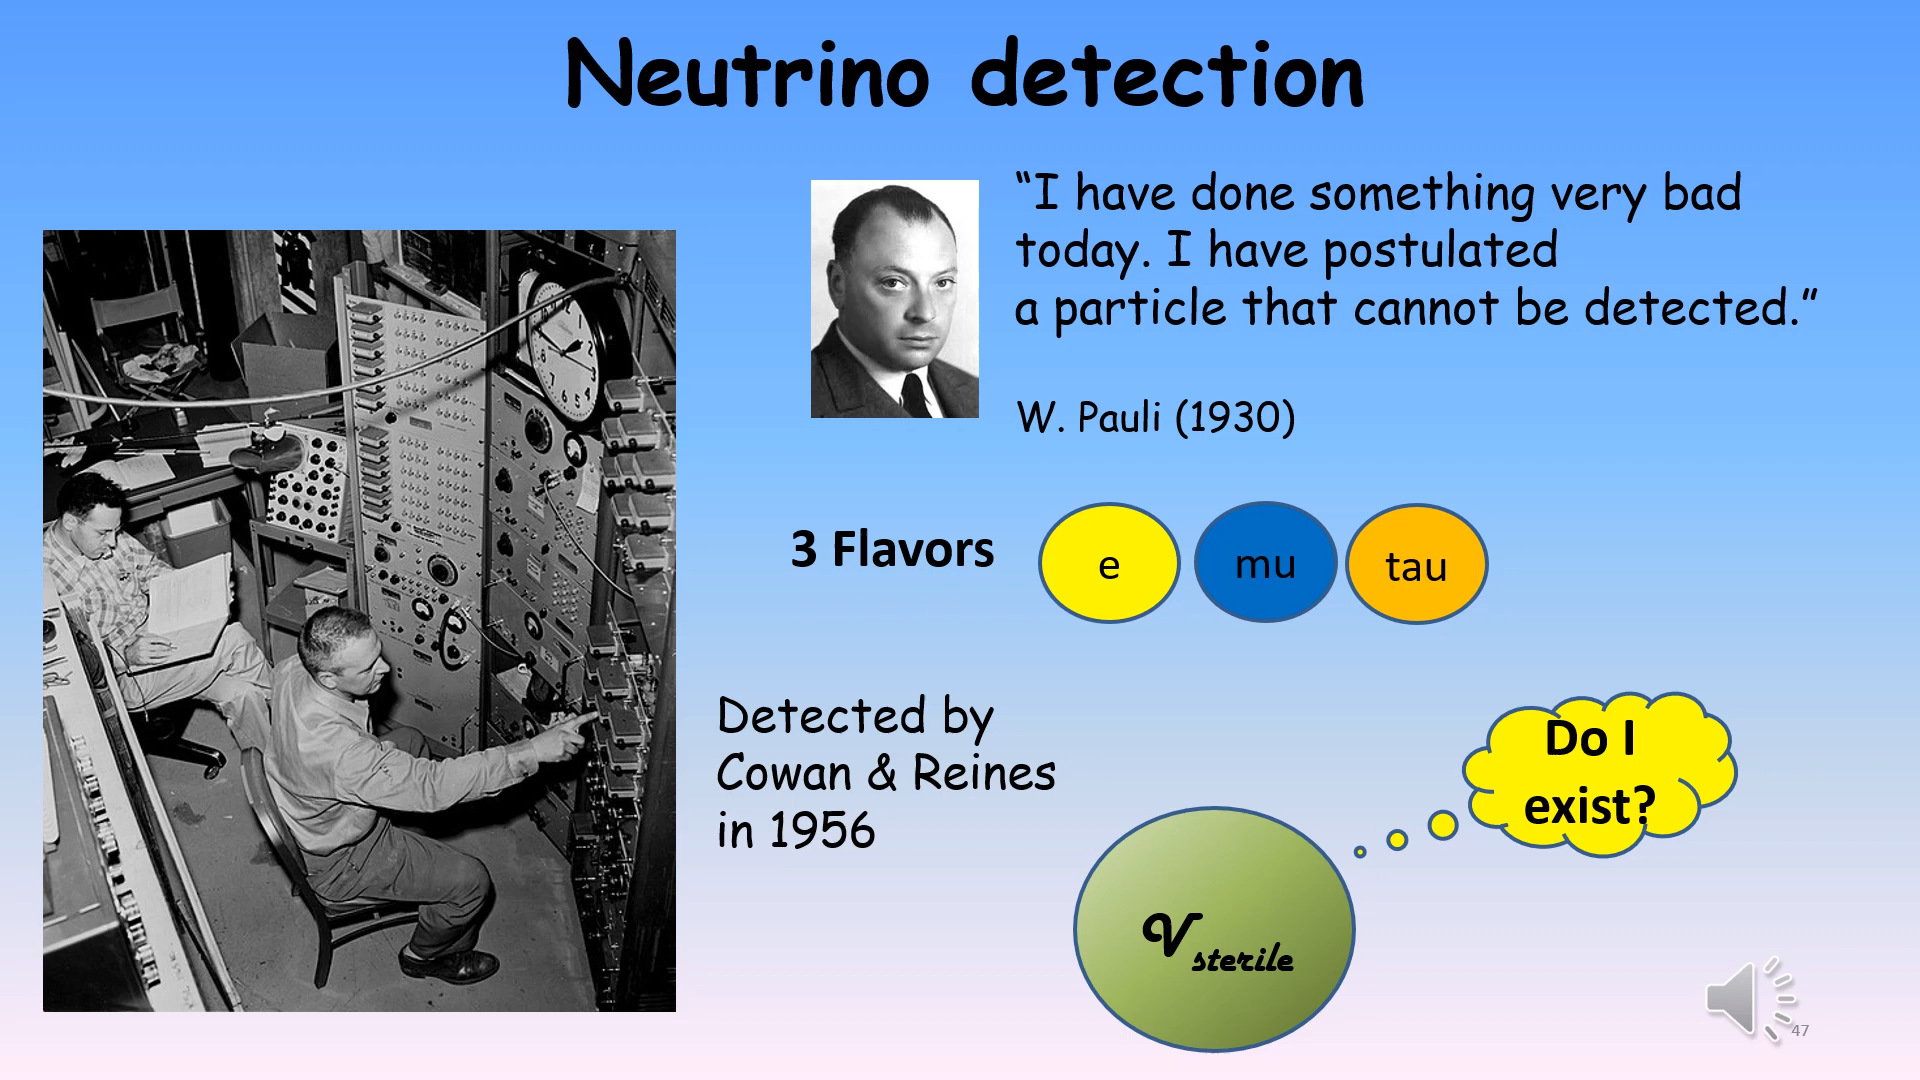 Neutrino detection
“I have done something very bad
today. I have postulated
a particle that cannot be detected.”
W. Pauli (1930)
3 Flavors
e
mu
tau
Detected by
Cowan & Reines
in 1956
Do I
exist?
ν sterile
47